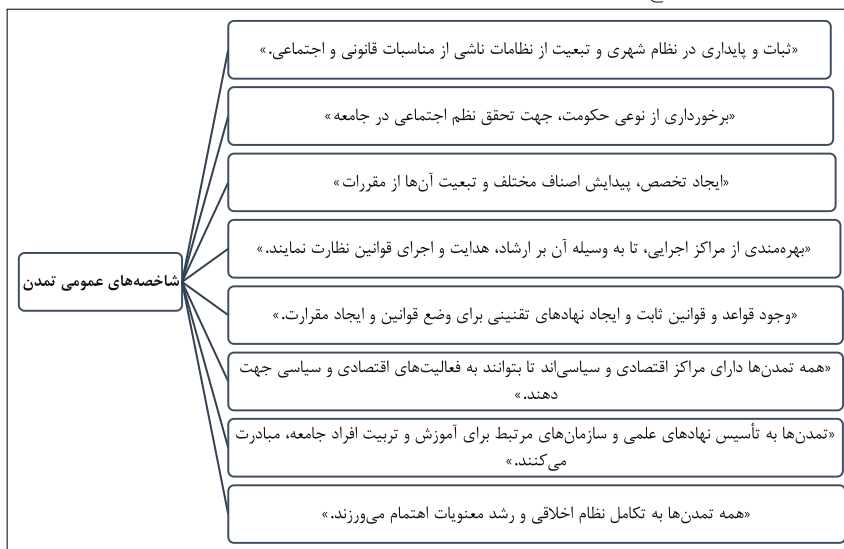 «ثبات و پایداری در نظام شهری و تبعیت از نظامات ناشی از مناسبات قانونی و اجتماعی.»
«برخورداری از نوعی حکومت، جهت تحقق نظم اجتماعی در جامعه»
«ایجاد تخصص، پیدایش اصناف مختلف و تبعیت آن‌ها از مقررات»
«بهره‌مندی از مراکز اجرایی، تا به وسیله آن بر ارشاد، هدایت و اجرای قوانین نظارت نمایند.»
شاخصه‌های عمومی تمدن
«وجود قواعد و قوانین ثابت و ایجاد نهادهای تقنینی برای وضع قوانین و ایجاد مقرارت.»
«همه تمدن‌ها دارای مراکز اقتصادی و سیاسی‌اند تا بتوانند به فعالیت‌های اقتصادی و سیاسی جهت
دهند.»
«تمدن‌ها به تأسیس نهادهای علمی و سازمان‌های مرتبط برای آموزش و تربیت افراد جامعه، مبادرت
می‌کنند.»
«همه تمدن‌ها به تکامل نظام اخلاقی و رشد معنویات اهتمام می‌ورزند.»